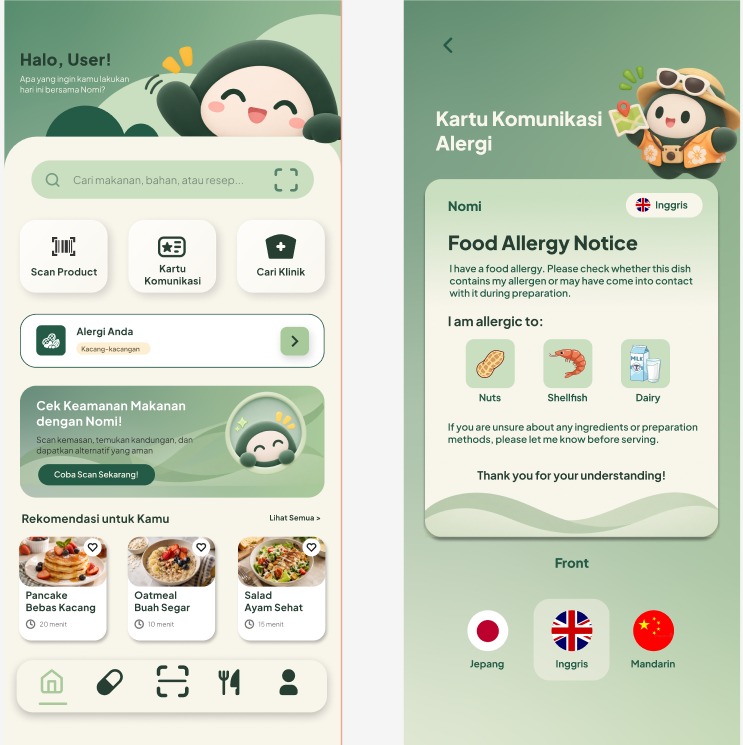 Halo, User!
Apa yang ingin kamu lakukan
hari ini bersama Nomi?
Cari makanan, bahan, atau resep...
Scan Product
Kartu
Komunikasi
Cari Klinik
Alergi Anda
Kacang-kacangan
Cek Keamanan Makanan
dengan Nomi!
Scan kemasan, temukan kandungan, dan
dapatkan alternatif yang aman
Coba Scan Sekarang!
Rekomendasi untuk Kamu
Lihat Semua >
Pancake
Bebas Kacang
20 menit
Oatmeal
Buah Segar
10 menit
Salad
Ayam Sehat
15 menit
Kartu Komunikasi
Alergi
Nomi
Inggris
Food Allergy Notice
I have a food allergy. Please check whether this dish
contains my allergen or may have come into contact
with it during preparation.
I am allergic to:
MILK
Nuts
Shellfish
Dairy
If you are unsure about any ingredients or preparation
methods, please let me know before serving.
Thank you for your understanding!
Front
Jepang
Inggris
Mandarin